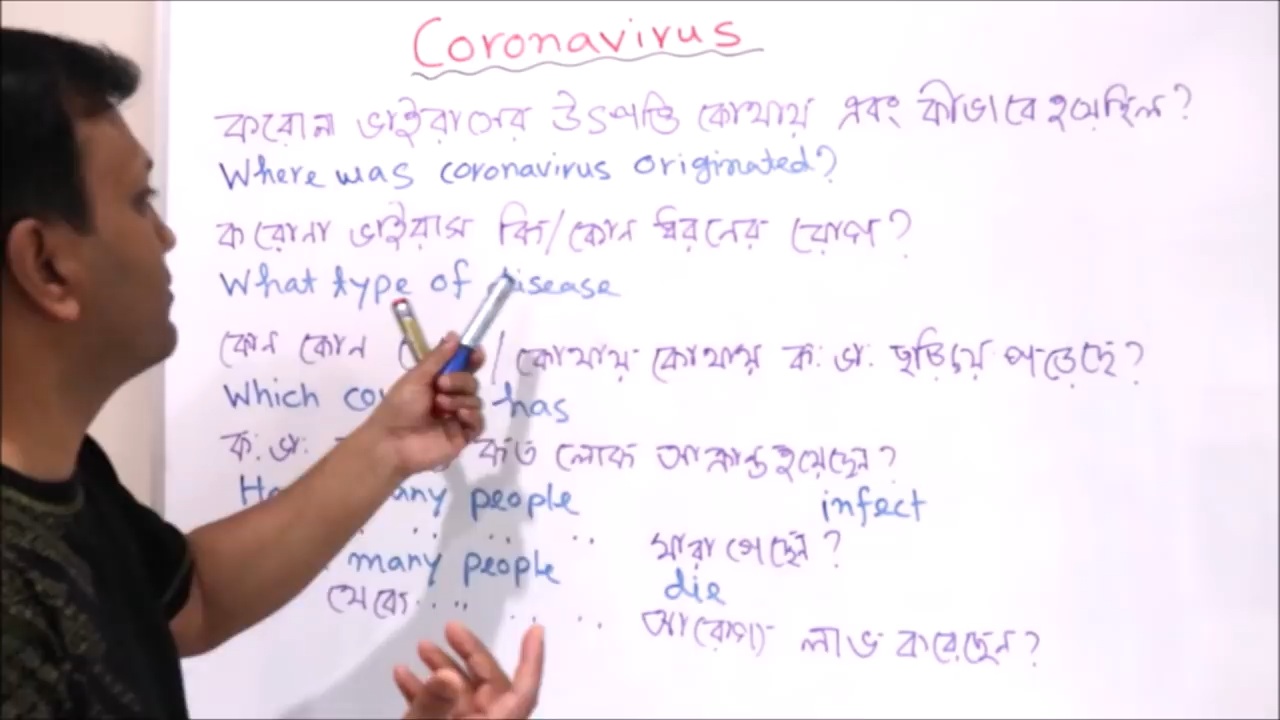 Coronavirus
করোনা ভাইরাসের উৎপত্তি কোথায় এবং কীভাবে হয়েছিল?
Where was coronavirus originated?
করোনা ভাইরাস কি/কোন ধরনের রোগ?
What type of disease
কোন কোন / কোথায় কোথায় ক: ভা: ছড়িয়ে পড়েছে?
Which has
ক: ভা: কত লোক আক্রান্ত হয়েছেন?
many people infect
.. .. .. মারা গেছেন?
many people die
থেকে .. .. .. আরোগ্য লাভ করেছেন?